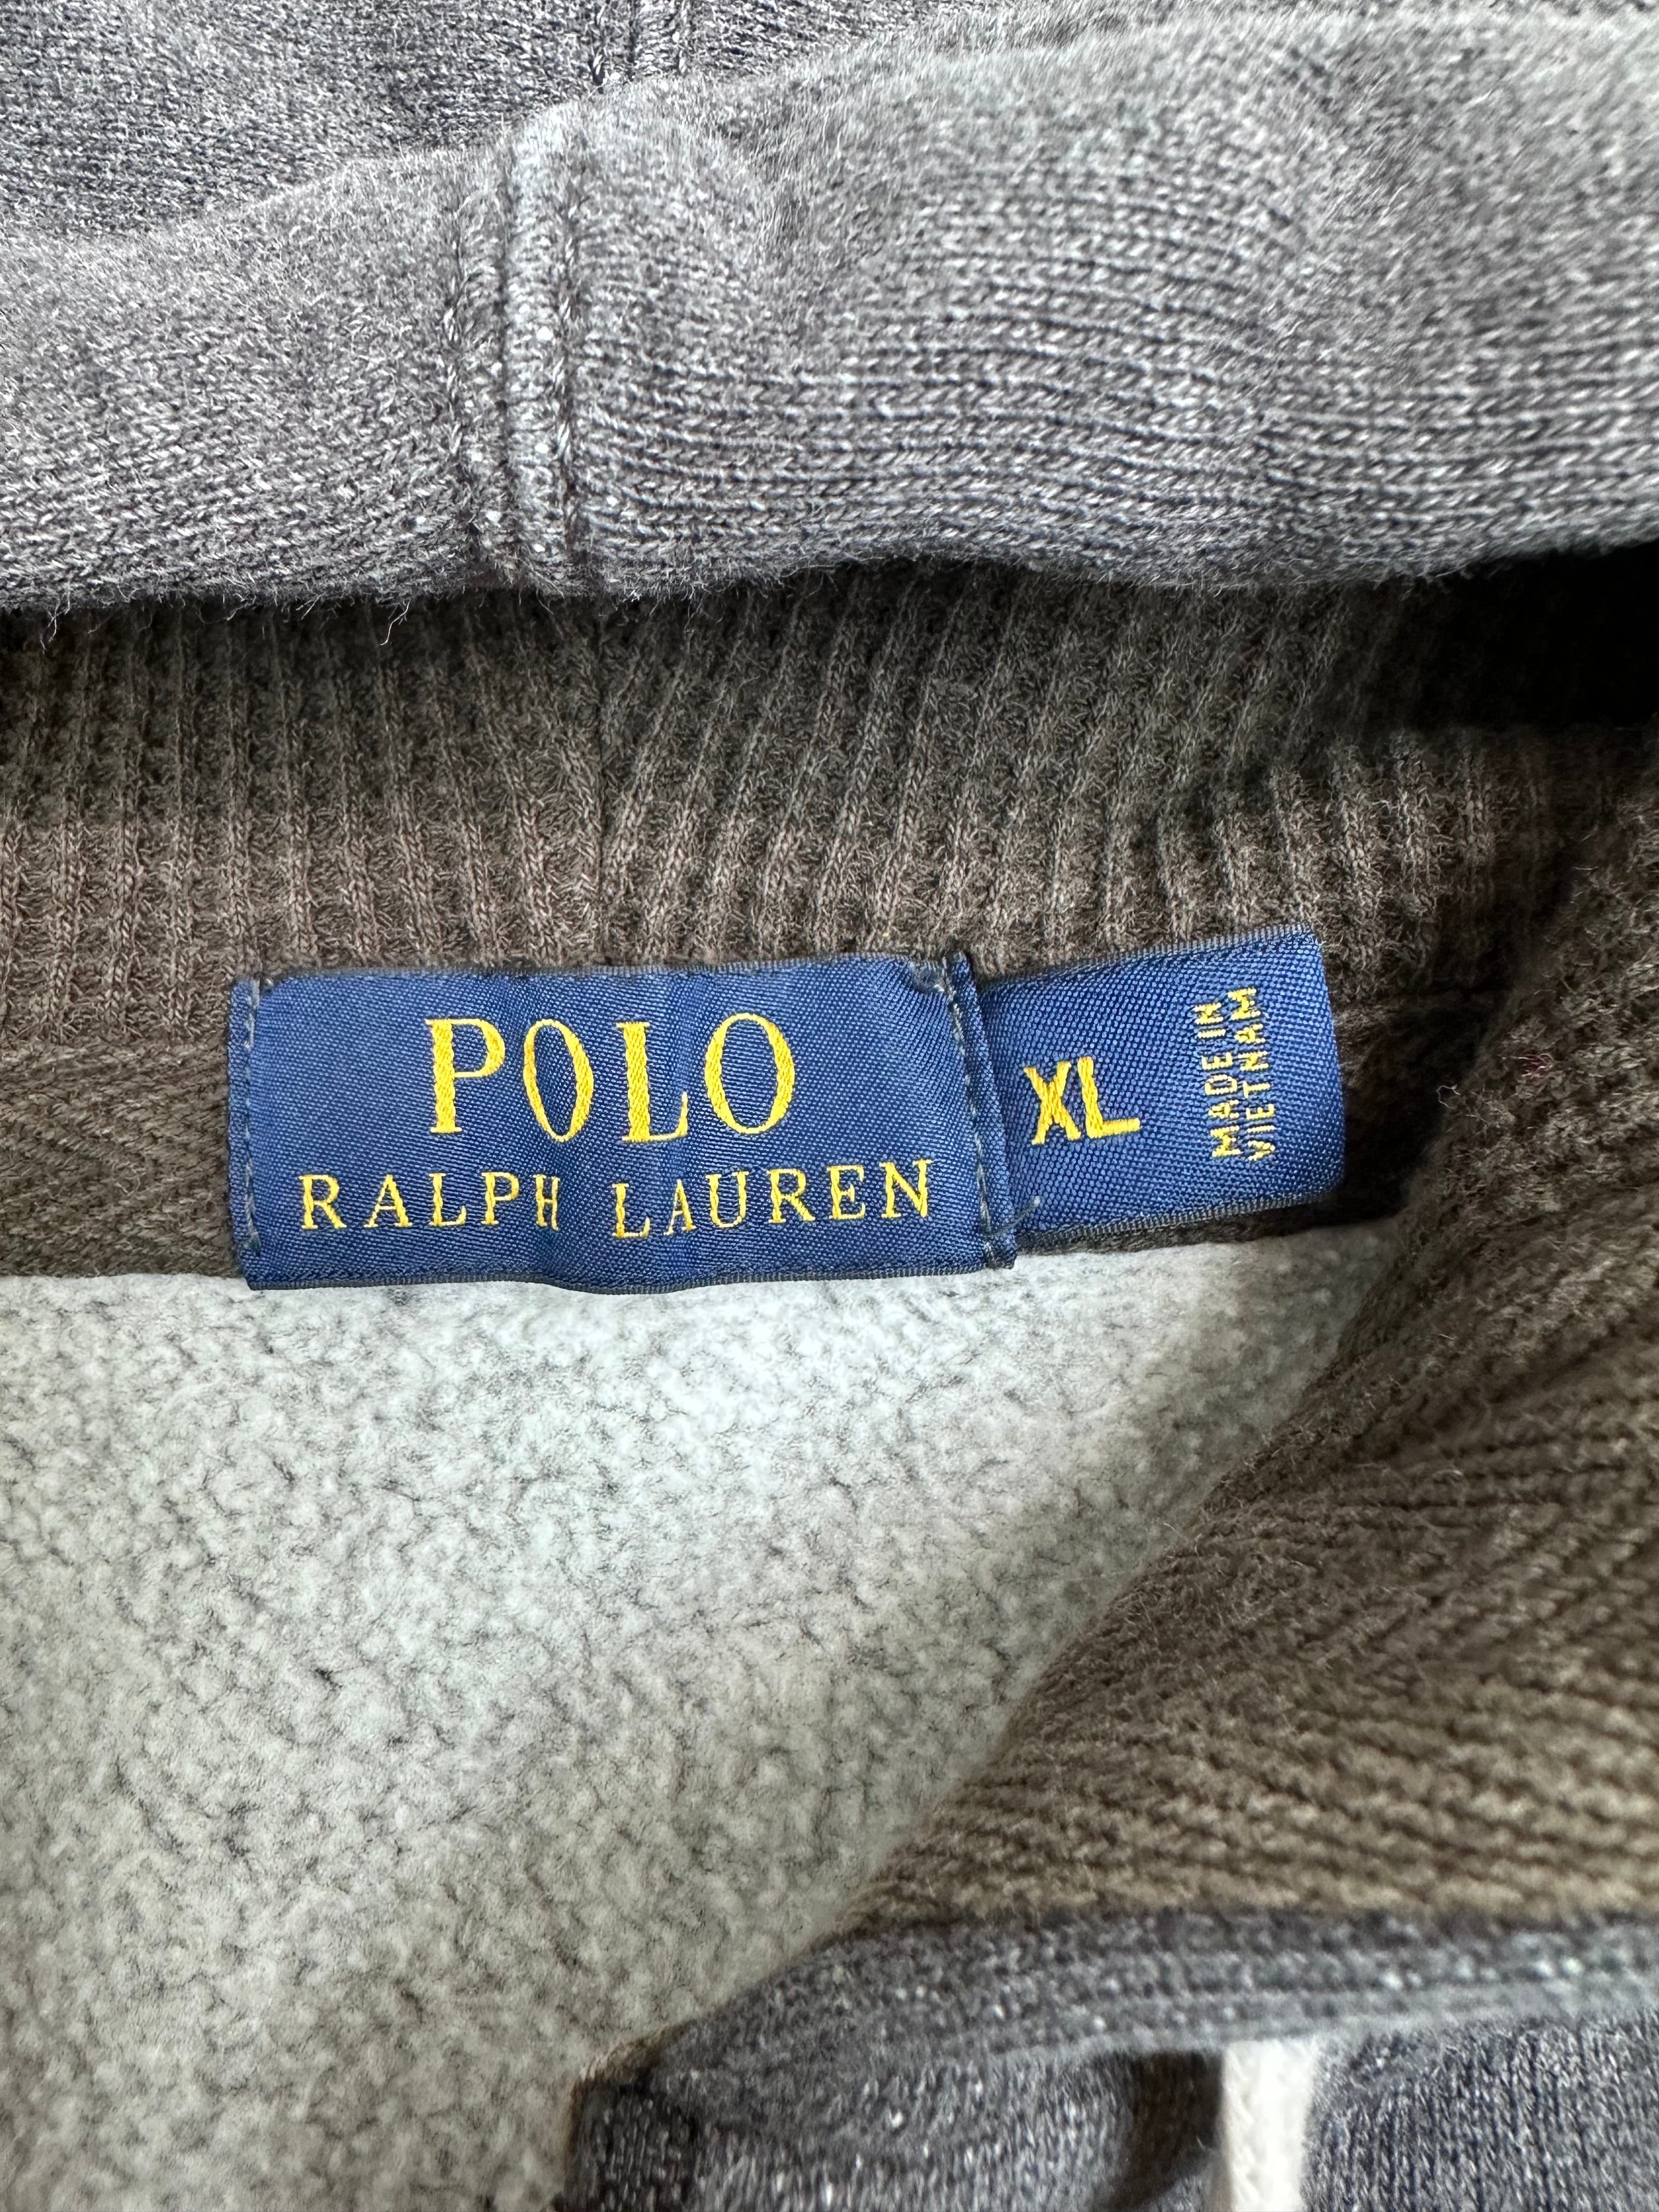 POLO
RALPH LAUREN
XL
MADE IN
VIETNAM